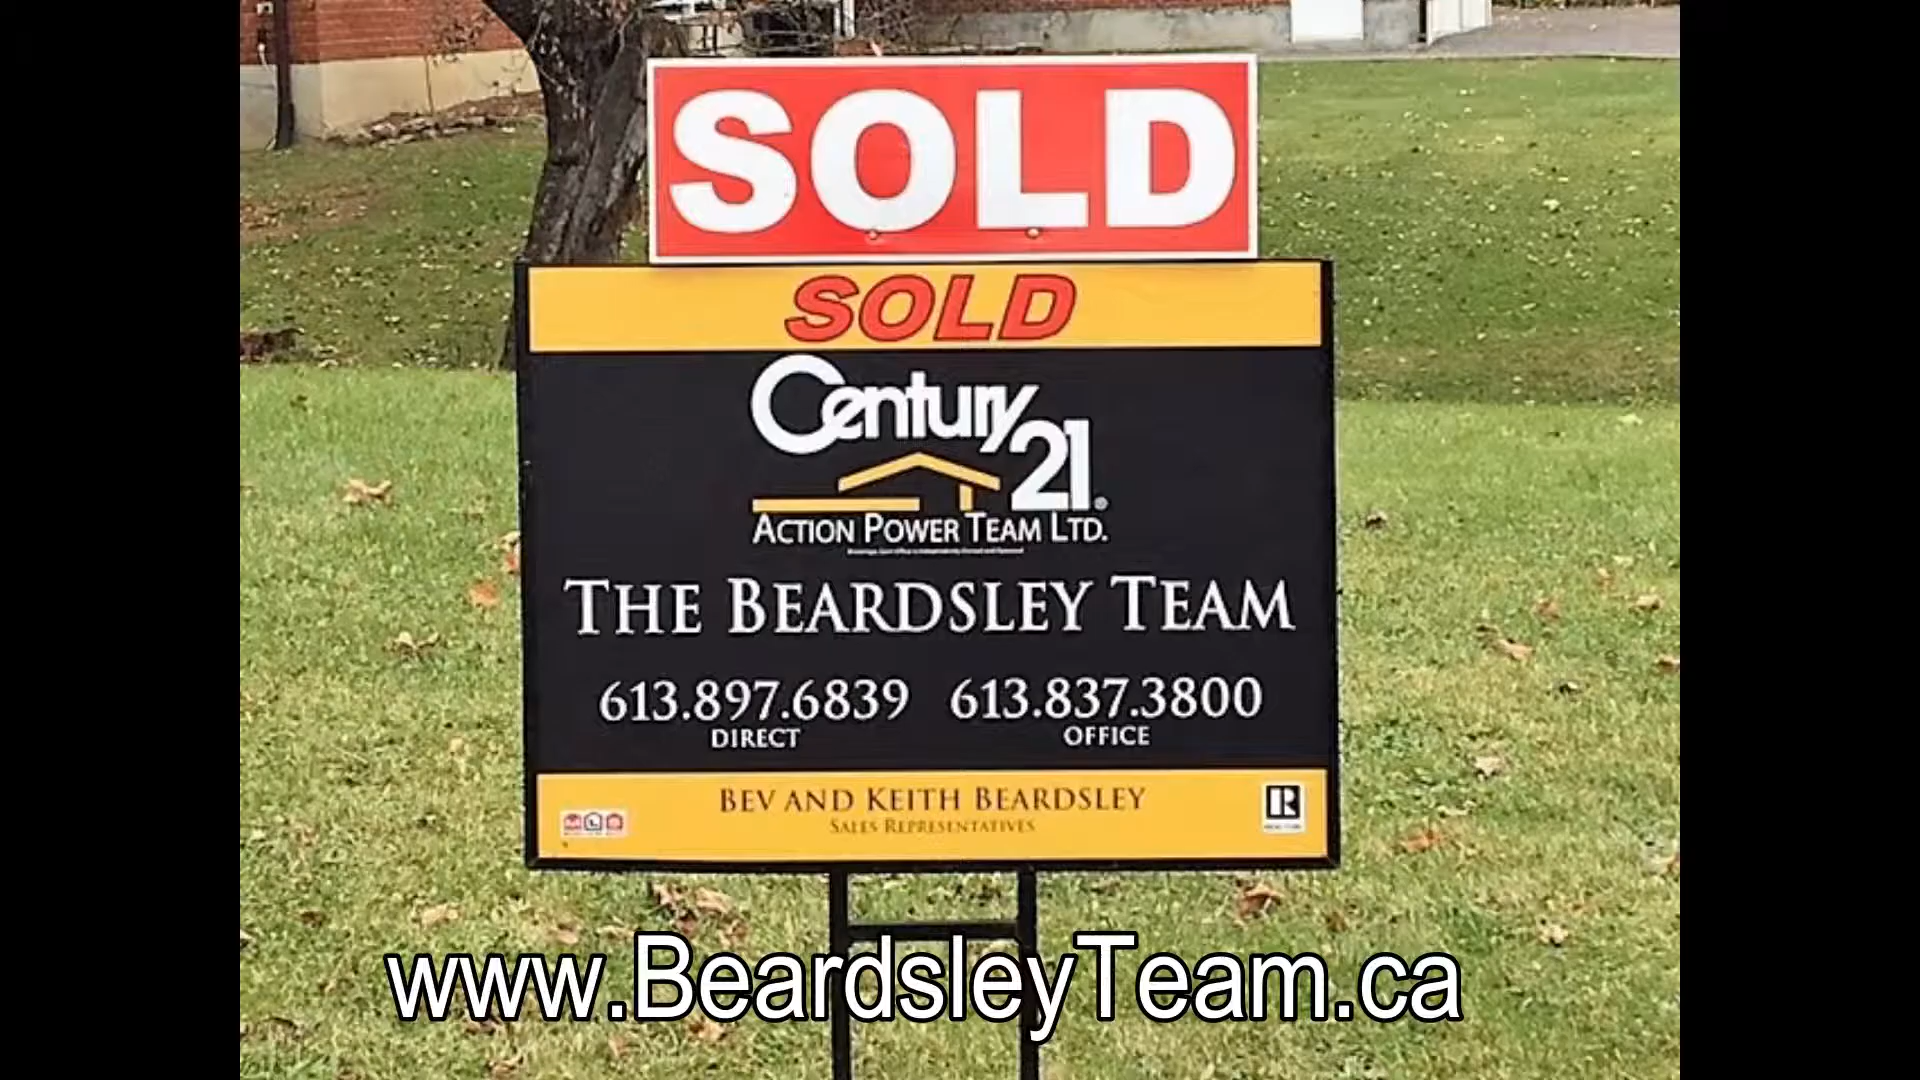 SOLD
SOLD
Century 21®
ACTION POWER TEAM LTD.
THE BEARDSLEY TEAM
613.897.6839 613.837.3800
DIRECT OFFICE
BEV AND KEITH BEARDSLEY
SALES REPRESENTATIVES
www.BeardsleyTeam.ca